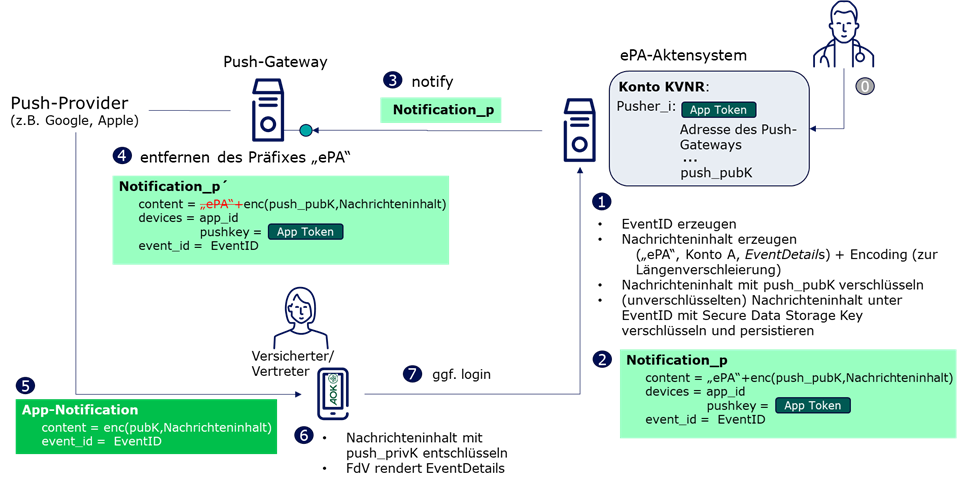 ePA-Aktensystem
0
Konto KVNR:
Pusher_i:
App Token
Adresse des Push-
Gateways
...
push_pubK
Push-Gateway
3 notify
Notification_p
Push-Provider
(z.B. Google, Apple)
4 entfernen des Präfixes „ePA“
Notification_p´
content = „ePA“+enc(push_pubK,Nachrichteninhalt)
devices = app_id
pushkey = App Token
event_id = EventID
1
• EventID erzeugen
• Nachrichteninhalt erzeugen
(„ePA“, Konto A, EventDetails) + Encoding (zur
Längenverschleierung)
• Nachrichteninhalt mit push_pubK verschlüsseln
• (unverschlüsselten) Nachrichteninhalt unter
EventID mit Secure Data Storage Key
verschlüsseln und persistieren
2
Notification_p
content = „ePA“+enc(push_pubK,Nachrichteninhalt)
devices = app_id
pushkey = App Token
event_id = EventID
Versicherter/
Vertreter
AOK
7 ggf. login
5
App-Notification
content = enc(pubK,Nachrichteninhalt)
event_id = EventID
6
• Nachrichteninhalt mit
push_privK entschlüsseln
• FdV rendert EventDetails